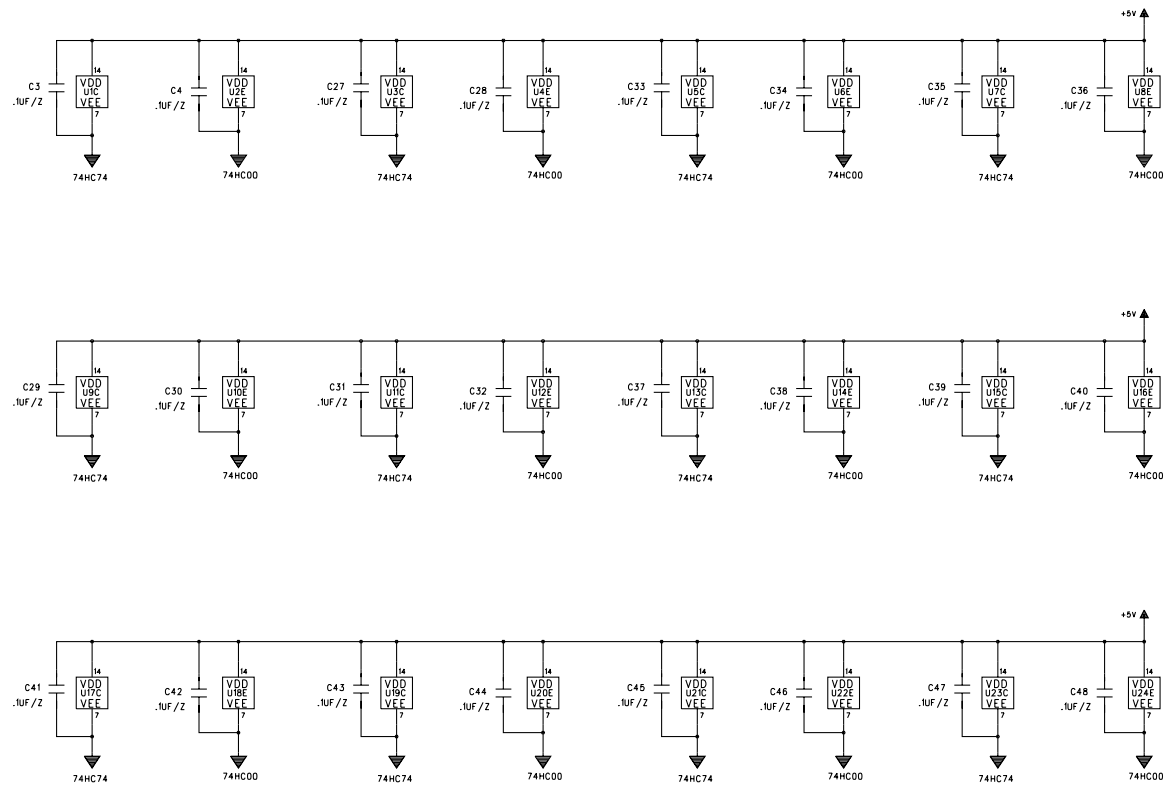 +5V
14 14 14 14 14 14 14 14
C3 VDD C4 VDD C27 VDD C28 VDD C33 VDD C34 VDD C35 VDD C36 VDD
.1UF/Z U1C .1UF/Z U2E .1UF/Z U3C .1UF/Z U4E .1UF/Z U5C .1UF/Z U6E .1UF/Z U7C .1UF/Z U8E
VEE VEE VEE VEE VEE VEE VEE VEE
7 7 7 7 7 7 7 7
74HC74 74HC00 74HC74 74HC00 74HC74 74HC00 74HC74 74HC00
+5V
14 14 14 14 14 14 14 14
C29 VDD C30 VDD C31 VDD C32 VDD C37 VDD C38 VDD C39 VDD C40 VDD
.1UF/Z U9C .1UF/Z U10E .1UF/Z U11C .1UF/Z U12E .1UF/Z U13C .1UF/Z U14E .1UF/Z U15C .1UF/Z U16E
VEE VEE VEE VEE VEE VEE VEE VEE
7 7 7 7 7 7 7 7
74HC74 74HC00 74HC74 74HC00 74HC74 74HC00 74HC74 74HC00
+5V
14 14 14 14 14 14 14 14
C41 VDD C42 VDD C43 VDD C44 VDD C45 VDD C46 VDD C47 VDD C48 VDD
.1UF/Z U17C .1UF/Z U18E .1UF/Z U19C .1UF/Z U20E .1UF/Z U21C .1UF/Z U22E .1UF/Z U23C .1UF/Z U24E
VEE VEE VEE VEE VEE VEE VEE VEE
7 7 7 7 7 7 7 7
74HC74 74HC00 74HC74 74HC00 74HC74 74HC00 74HC74 74HC00